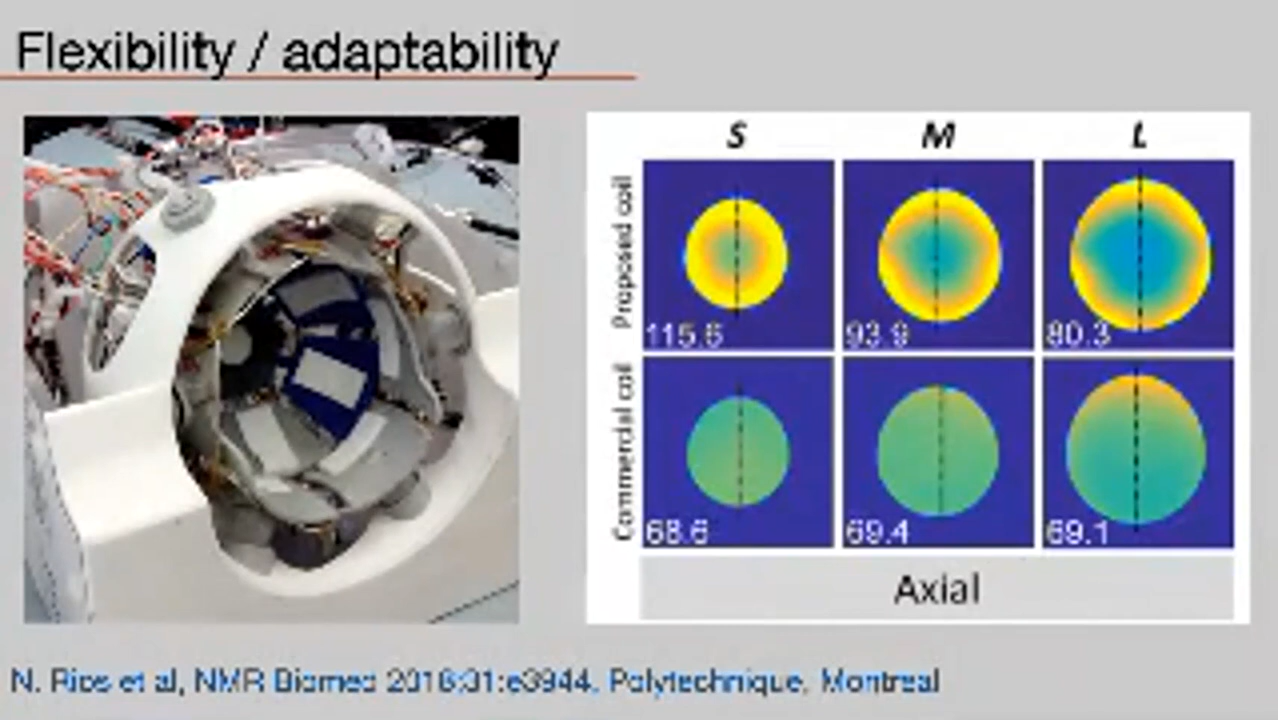 Flexibility / adaptability
S M L
Proposed coil
115.6 93.9 80.3
Commercial coil
68.6 69.4 69.1
Axial
N. Rios et al, NMR Biomed 2018;31:e3944, Polytechnique, Montreal